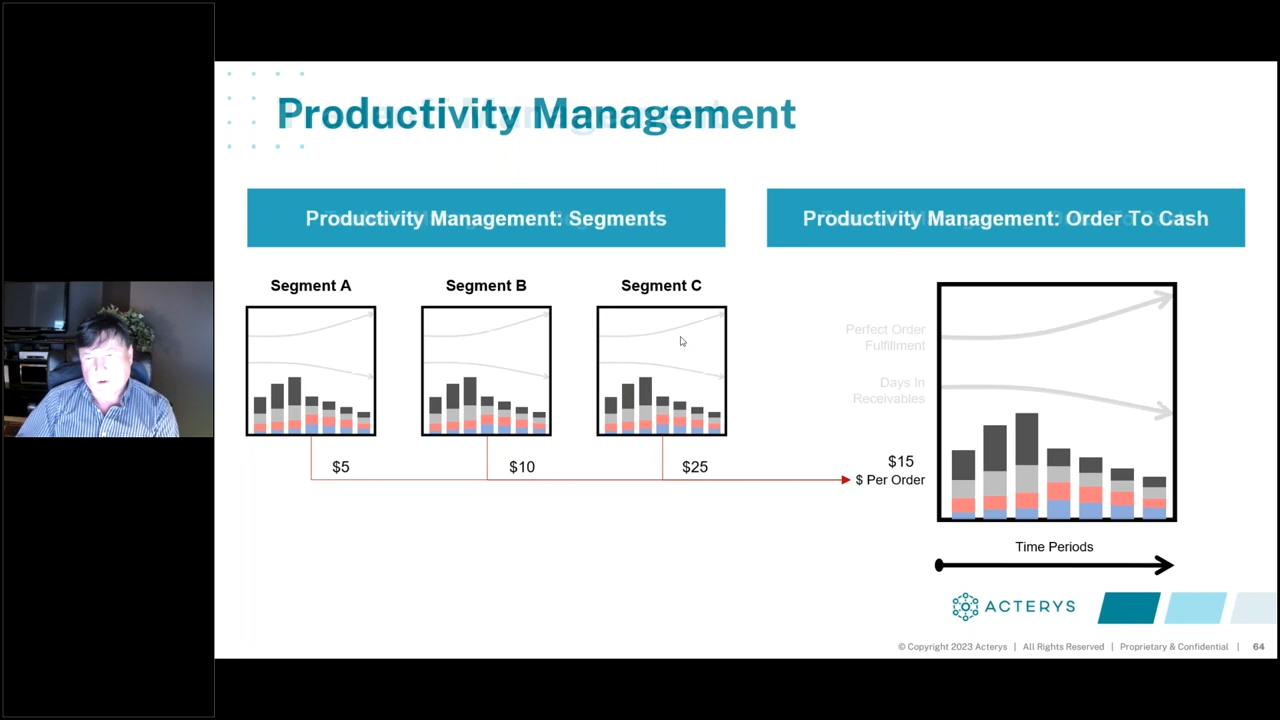 Productivity Management
Productivity Management: Segments
Productivity Management: Order To Cash
Segment A
Segment B
Segment C
Perfect Order
Fulfillment
Days In
Receivables
$5
$10
$25
$15
$ Per Order
Time Periods
ACTERYS
© Copyright 2023 Acterys | All Rights Reserved | Proprietary & Confidential | 64